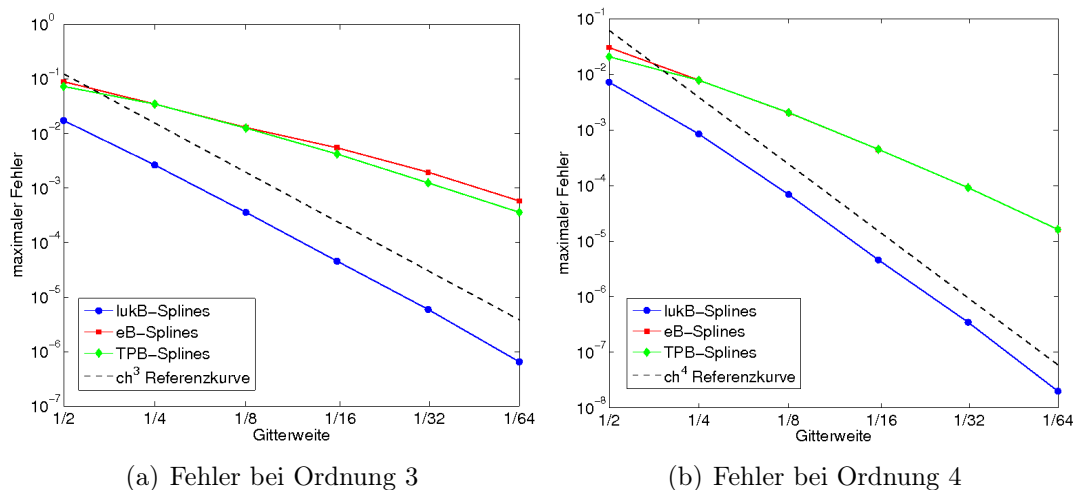 10^0
10^-1
10^-2
10^-3
10^-4
10^-5
10^-6
10^-7
maximaler Fehler
1/2 1/4 1/8 1/16 1/32 1/64
Gitterweite
lukB-Splines
eB-Splines
TPB-Splines
ch^3 Referenzkurve
(a) Fehler bei Ordnung 3
10^-1
10^-2
10^-3
10^-4
10^-5
10^-6
10^-7
10^-8
maximaler Fehler
1/2 1/4 1/8 1/16 1/32 1/64
Gitterweite
lukB-Splines
eB-Splines
TPB-Splines
ch^4 Referenzkurve
(b) Fehler bei Ordnung 4